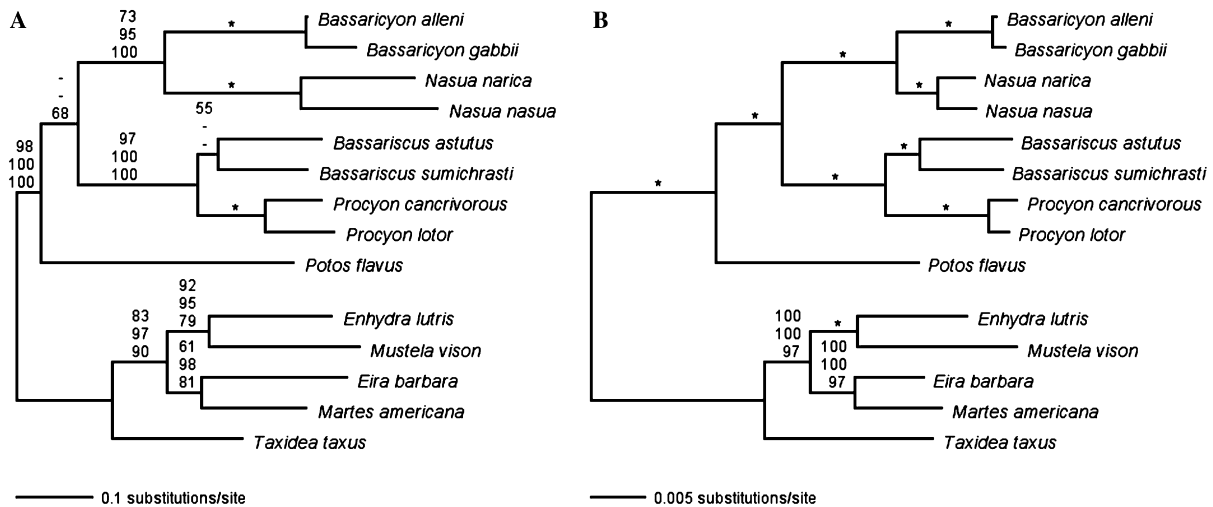 A
73
95
100
*
Bassaricyon alleni
Bassaricyon gabbii
-
-
68
*
Nasua narica
Nasua nasua
98
100
100
97
100
100
55
-
-
Bassariscus astutus
Bassariscus sumichrasti
*
Procyon cancrivorous
Procyon lotor
Potos flavus
83
97
90
92
95
79
Enhydra lutris
Mustela vison
61
98
81
Eira barbara
Martes americana
Taxidea taxus
0.1 substitutions/site
B
*
*
Bassaricyon alleni
Bassaricyon gabbii
*
Nasua narica
Nasua nasua
*
*
*
*
Bassariscus astutus
Bassariscus sumichrasti
*
Procyon cancrivorous
Procyon lotor
Potos flavus
100
100
97
*
Enhydra lutris
Mustela vison
100
100
97
Eira barbara
Martes americana
Taxidea taxus
0.005 substitutions/site